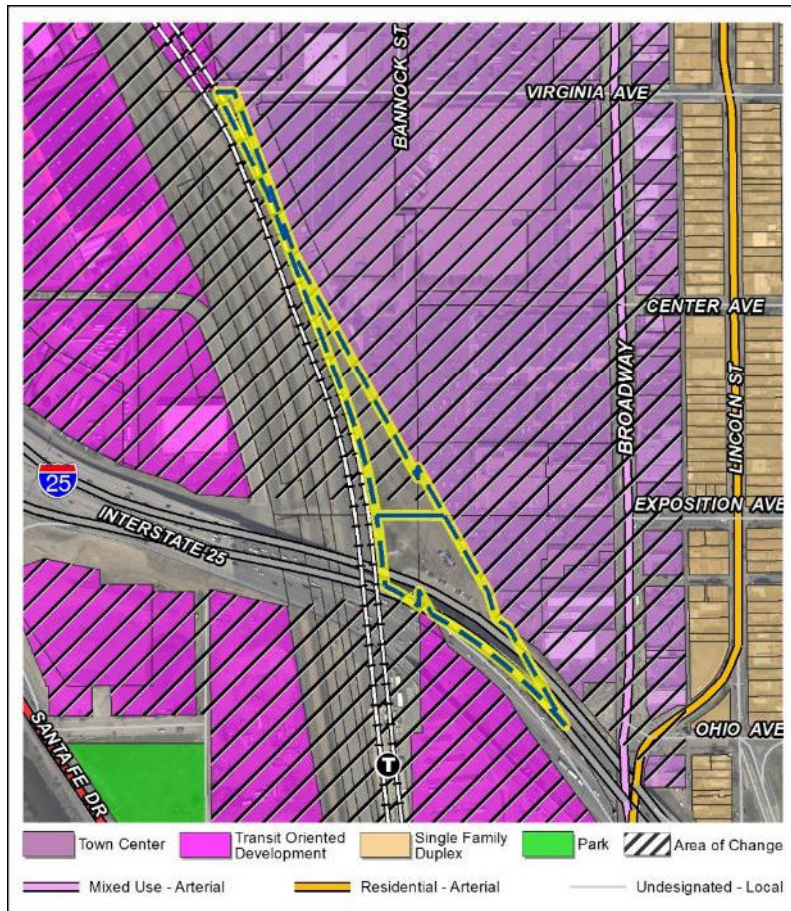 BANNOCK ST
VIRGINIA AVE
CENTER AVE
BROADWAY
LINCOLN ST
25
INTERSTATE 25
EXPOSITION AVE
SANTA FE DR
OHIO AVE
T
Town Center
Transit Oriented
Development
Single Family
Duplex
Park
Area of Change
Mixed Use - Arterial
Residential - Arterial
Undesignated - Local